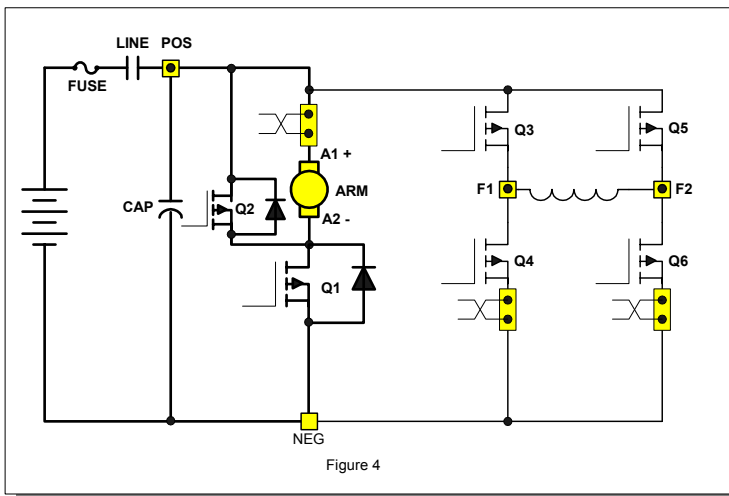 LINE POS
FUSE
Q3
Q5
A1 +
ARM
F1
F2
CAP
Q2
A2 -
Q4
Q6
Q1
NEG
Figure 4